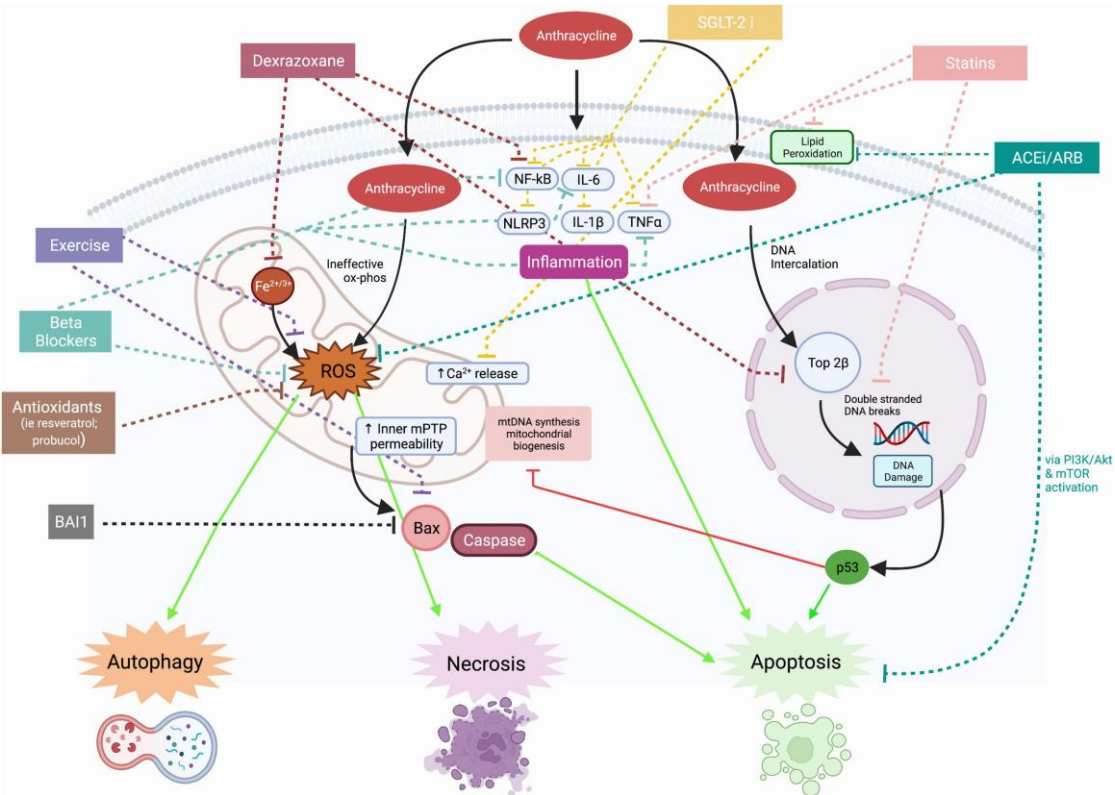 SGLT-2 i
Anthracycline
Dexrazoane
Statins
Lipid
Peroxidation
ACEi/ARB
NF-kB
IL-6
Anthracycline
Anthracycline
NLRP3
IL-1β
TNFα
Exercise
Inflammation
DNA
Intercalation
Ineffective
ox-phos
Fe2+/3+
Beta
Blockers
ROS
↑Ca2+ release
Top 2β
Antioxidants
(ie resveratrol;
probucol)
Double stranded
DNA breaks
↑ Inner mPTP
permeability
mtDNA synthesis
mitochondrial
biogenesis
DNA
Damage
via PI3K/Akt
& mTOR
activation
BAI1
Bax
Caspase
p53
Autophagy
Necrosis
Apoptosis